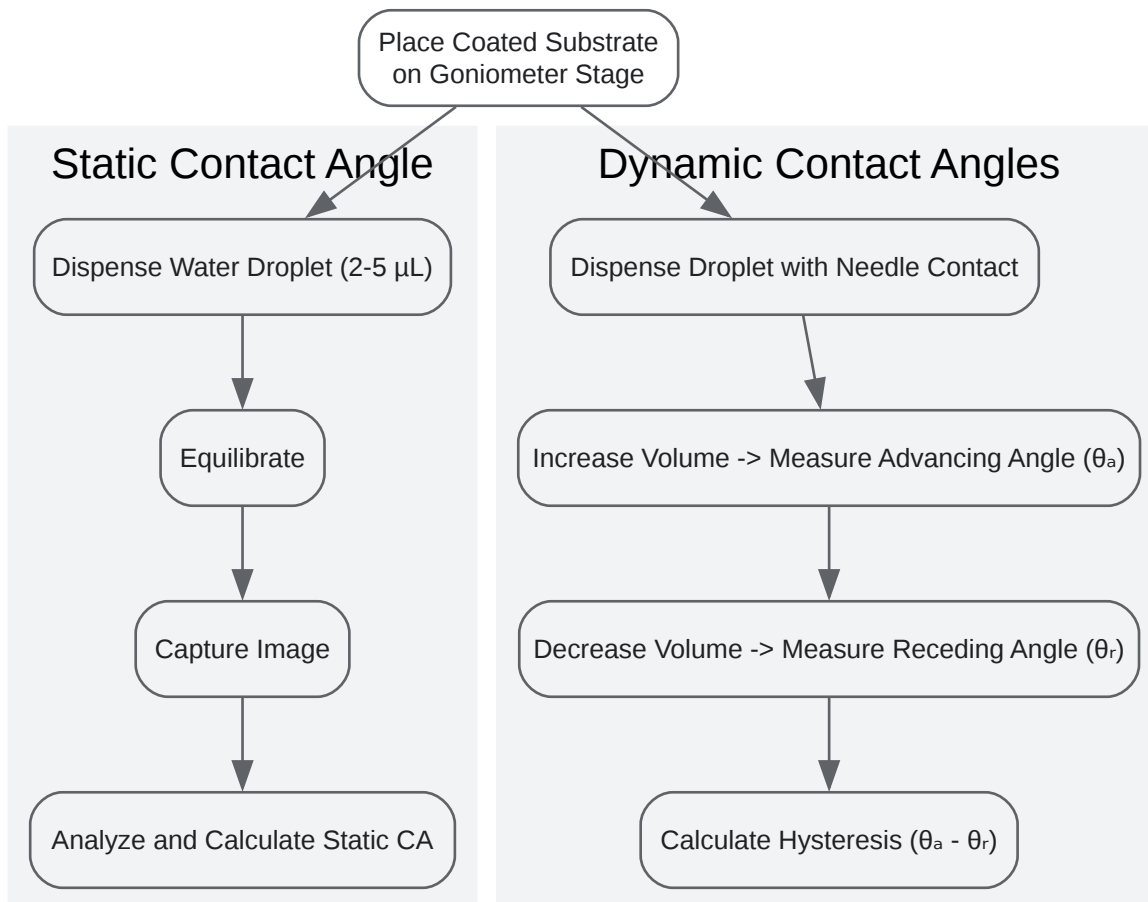 Place Coated Substrate
on Goniometer Stage
Static Contact Angle
Dispense Water Droplet (2-5 µL)
Equilibrate
Capture Image
Analyze and Calculate Static CA
Dynamic Contact Angles
Dispense Droplet with Needle Contact
Increase Volume -> Measure Advancing Angle (θₐ)
Decrease Volume -> Measure Receding Angle (θᵣ)
Calculate Hysteresis (θₐ - θᵣ)